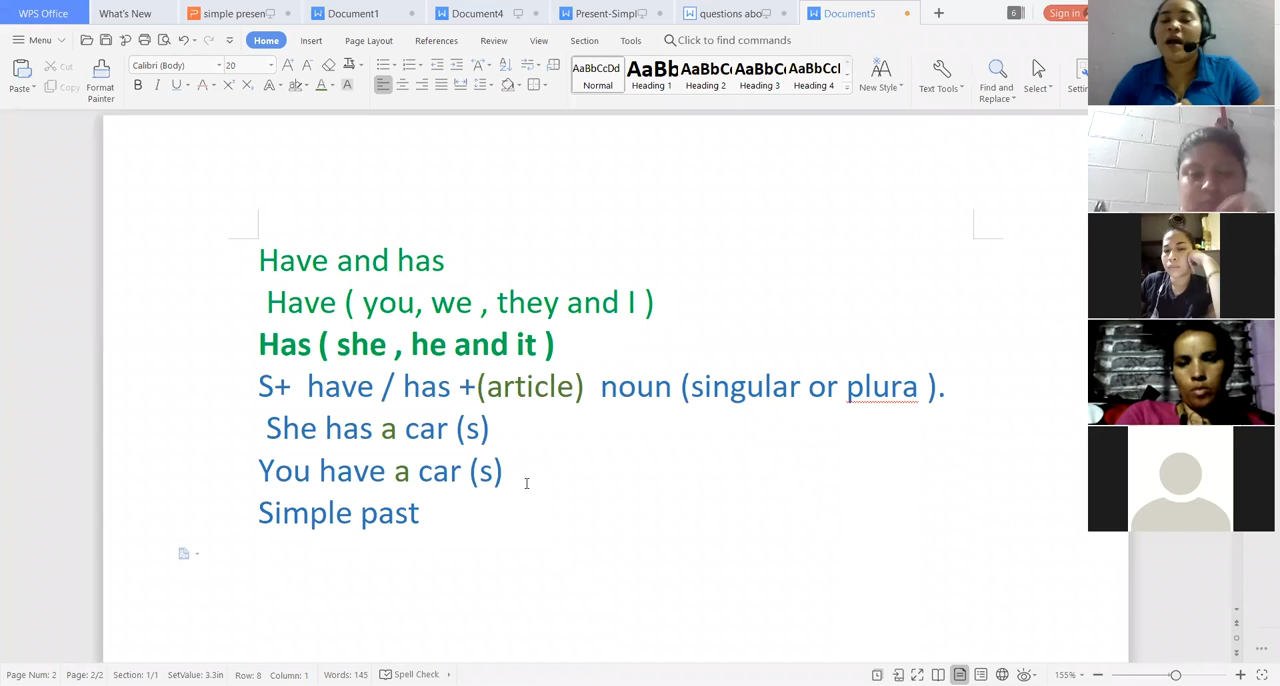 WPS Office What's New simple presen Document1 Document4 Present-Simpl questions abo Document5 + 6 Sign in
Menu Home Insert Page Layout References Review View Section Tools Click to find commands
Paste Cut Copy Format Painter Calibri (Body) 20 AaBbCcDd Normal AaBb Heading 1 AaBbC Heading 2 AaBbC Heading 3 AaBbCcI Heading 4 New Style Text Tools Find and Replace Select
Have and has
Have ( you, we , they and I )
Has ( she , he and it )
S+ have / has +(article) noun (singular or plura ).
She has a car (s)
You have a car (s)
Simple past
Page Num: 2 Page: 2/2 Section: 1/1 SetValue: 3.3in Row: 8 Column: 1 Words: 145 Spell Check 155%